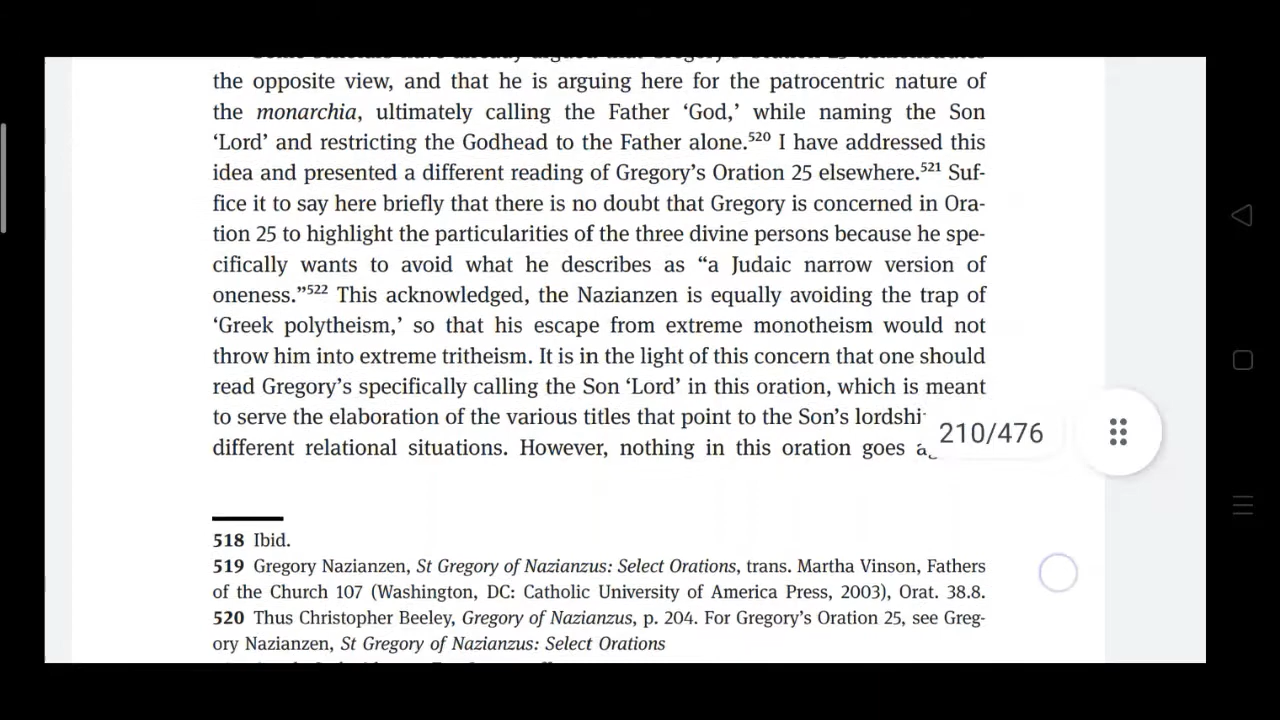 the opposite view, and that he is arguing here for the patrocentric nature of
the monarchia, ultimately calling the Father ‘God,’ while naming the Son
‘Lord’ and restricting the Godhead to the Father alone.520 I have addressed this
idea and presented a different reading of Gregory’s Oration 25 elsewhere.521 Suf-
fice it to say here briefly that there is no doubt that Gregory is concerned in Ora-
tion 25 to highlight the particularities of the three divine persons because he spe-
cifically wants to avoid what he describes as “a Judaic narrow version of
oneness.”522 This acknowledged, the Nazianzen is equally avoiding the trap of
‘Greek polytheism,’ so that his escape from extreme monotheism would not
throw him into extreme tritheism. It is in the light of this concern that one should
read Gregory’s specifically calling the Son ‘Lord’ in this oration, which is meant
to serve the elaboration of the various titles that point to the Son’s
different relational situations. However, nothing in this oration goes
210/476
518 Ibid.
519 Gregory Nazianzen, St Gregory of Nazianzus: Select Orations, trans. Martha Vinson, Fathers
of the Church 107 (Washington, DC: Catholic University of America Press, 2003), Orat. 38.8.
520 Thus Christopher Beeley, Gregory of Nazianzus, p. 204. For Gregory’s Oration 25, see Greg-
ory Nazianzen, St Gregory of Nazianzus: Select Orations